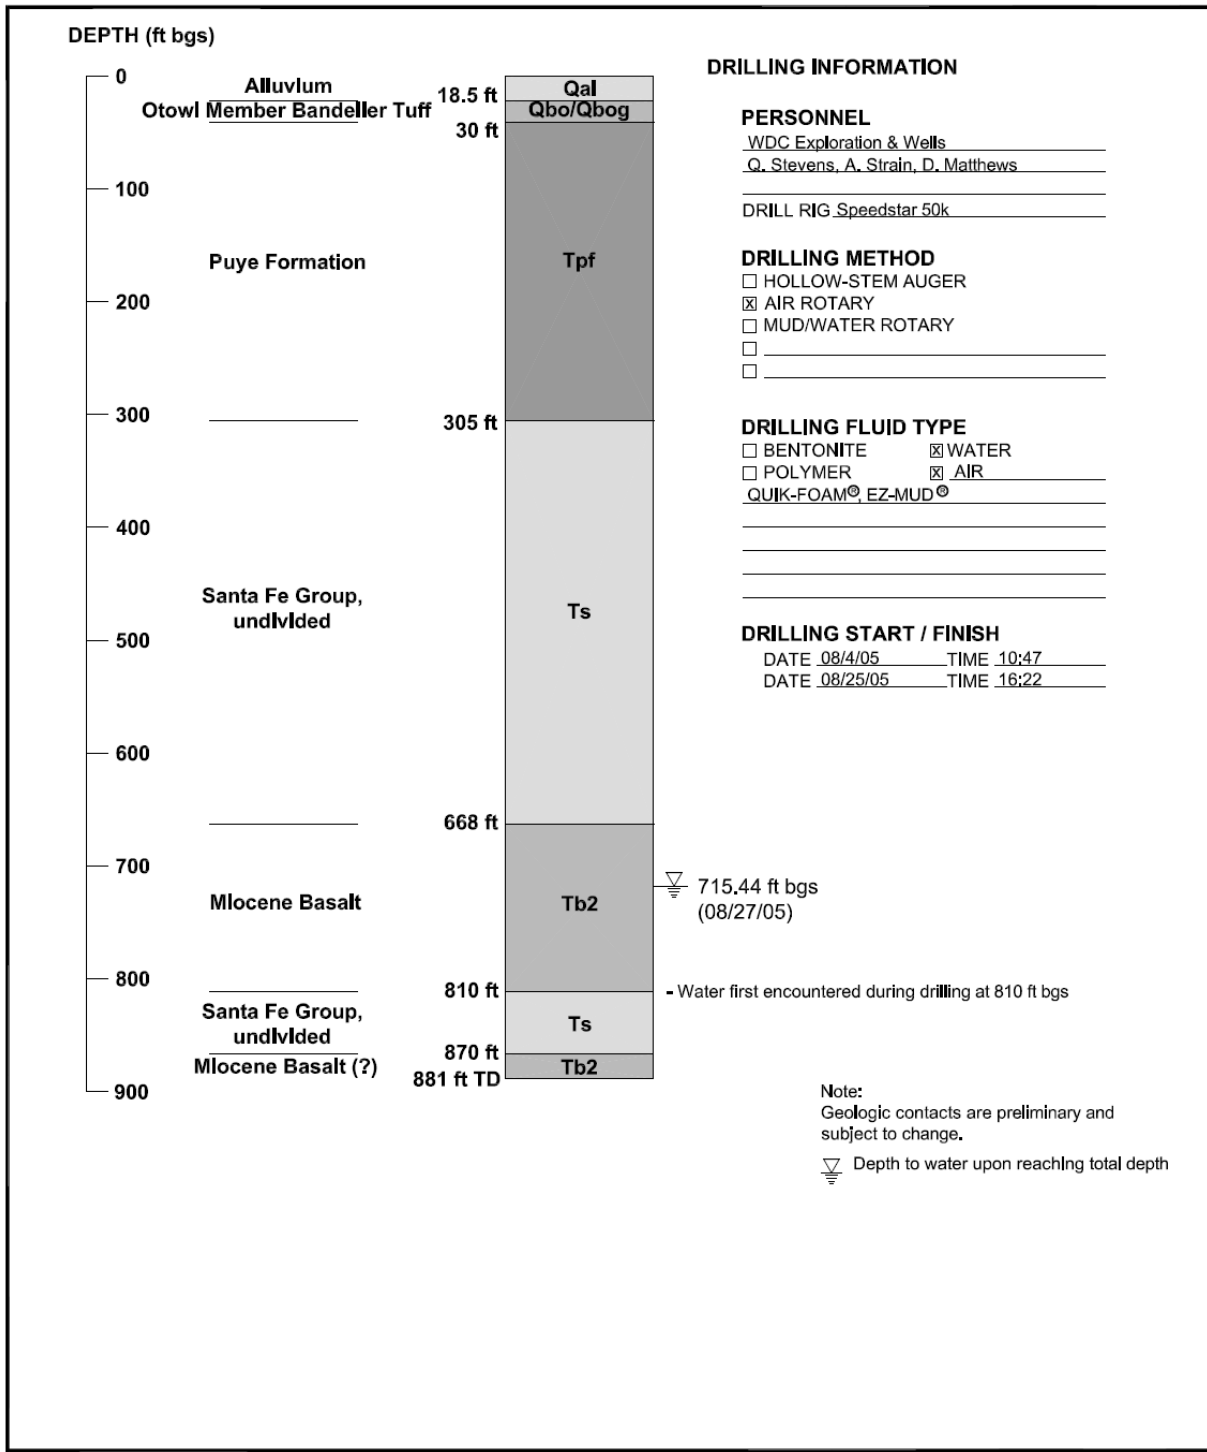 DEPTH (ft bgs)
0
100
200
300
400
500
600
700
800
900
Alluvium
Otowi Member Bandelier Tuff
Puye Formation
Santa Fe Group,
undivided
Miocene Basalt
Santa Fe Group,
undivided
Miocene Basalt (?)
18.5 ft
30 ft
305 ft
668 ft
810 ft
870 ft
881 ft TD
Qal
Qbo/Qbog
Tpf
Ts
Tb2
Ts
Tb2
715.44 ft bgs
(08/27/05)
- Water first encountered during drilling at 810 ft bgs
DRILLING INFORMATION
PERSONNEL
WDC Exploration & Wells
Q. Stevens, A. Strain, D. Matthews
DRILL RIG Speedstar 50k
DRILLING METHOD
☐ HOLLOW-STEM AUGER
☒ AIR ROTARY
☐ MUD/WATER ROTARY
☐
☐
DRILLING FLUID TYPE
☐ BENTONITE ☒ WATER
☐ POLYMER ☒ AIR
QUIK-FOAM®, EZ-MUD®
DRILLING START / FINISH
DATE 08/4/05 TIME 10:47
DATE 08/25/05 TIME 16:22
Note:
Geologic contacts are preliminary and
subject to change.
Depth to water upon reaching total depth